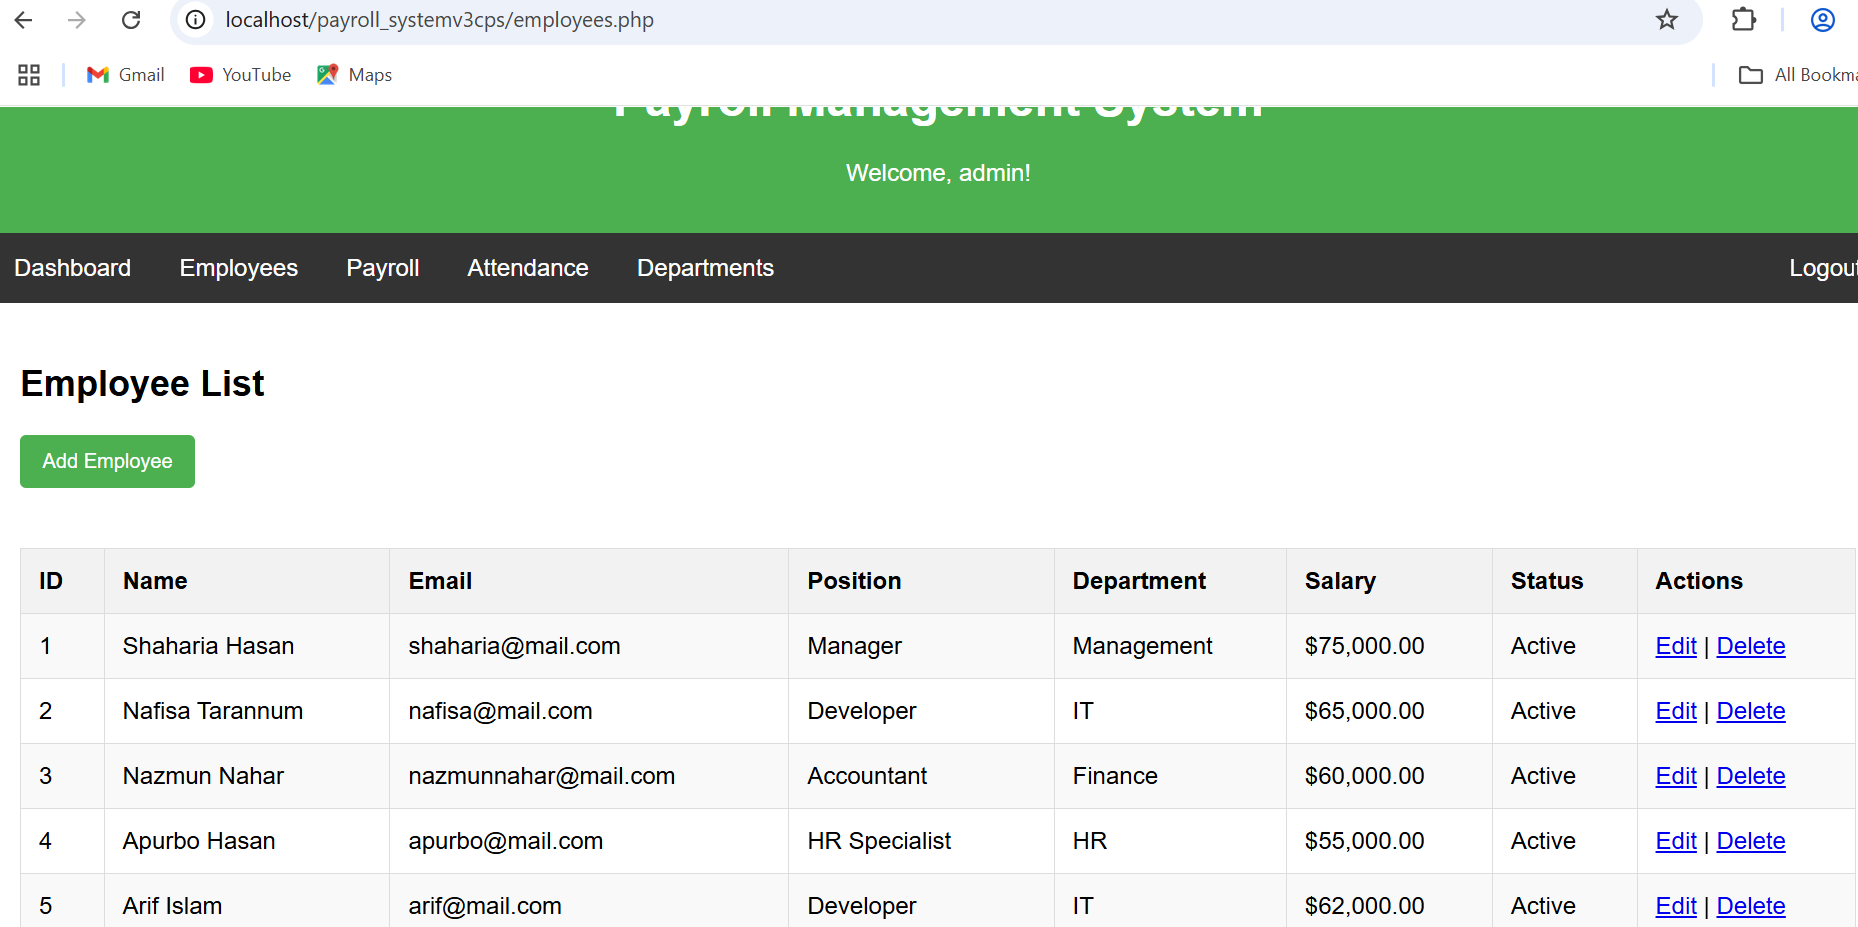 localhost/payroll_systemv3cps/employees.php
Gmail YouTube Maps All Bookma
Payroll Management System
Welcome, admin!
Dashboard Employees Payroll Attendance Departments Logout
Employee List
Add Employee
ID Name Email Position Department Salary Status Actions
1 Shaharia Hasan shaharia@mail.com Manager Management $75,000.00 Active Edit | Delete
2 Nafisa Tarannum nafisa@mail.com Developer IT $65,000.00 Active Edit | Delete
3 Nazmun Nahar nazmunnahar@mail.com Accountant Finance $60,000.00 Active Edit | Delete
4 Apurbo Hasan apurbo@mail.com HR Specialist HR $55,000.00 Active Edit | Delete
5 Arif Islam arif@mail.com Developer IT $62,000.00 Active Edit | Delete